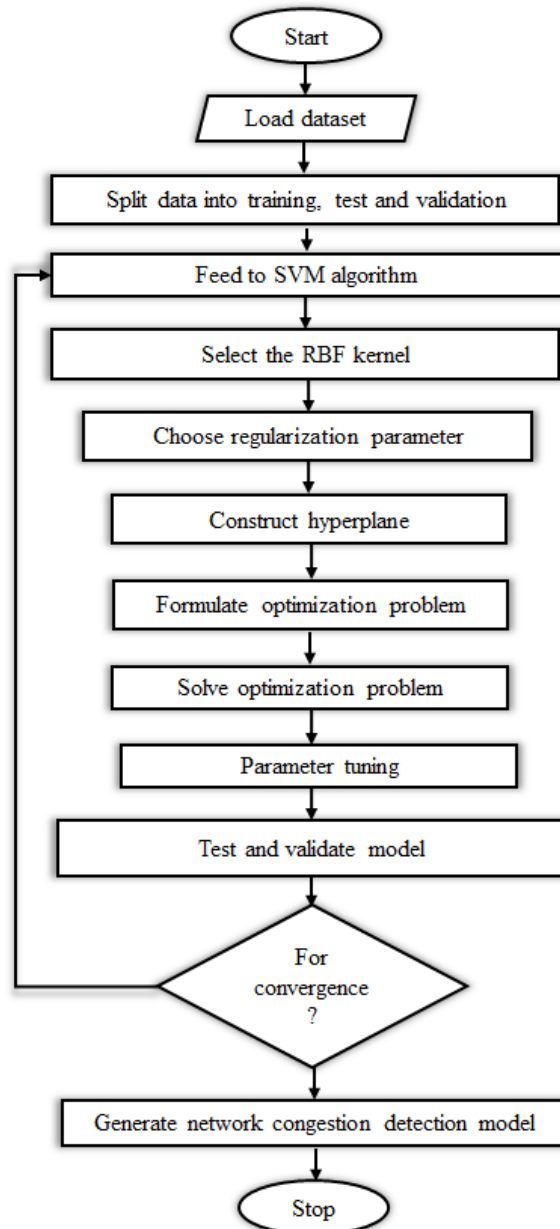 Start
Load dataset
Split data into training, test and validation
Feed to SVM algorithm
Select the RBF kernel
Choose regularization parameter
Construct hyperplane
Formulate optimization problem
Solve optimization problem
Parameter tuning
Test and validate model
For
convergence
?
Generate network congestion detection model
Stop